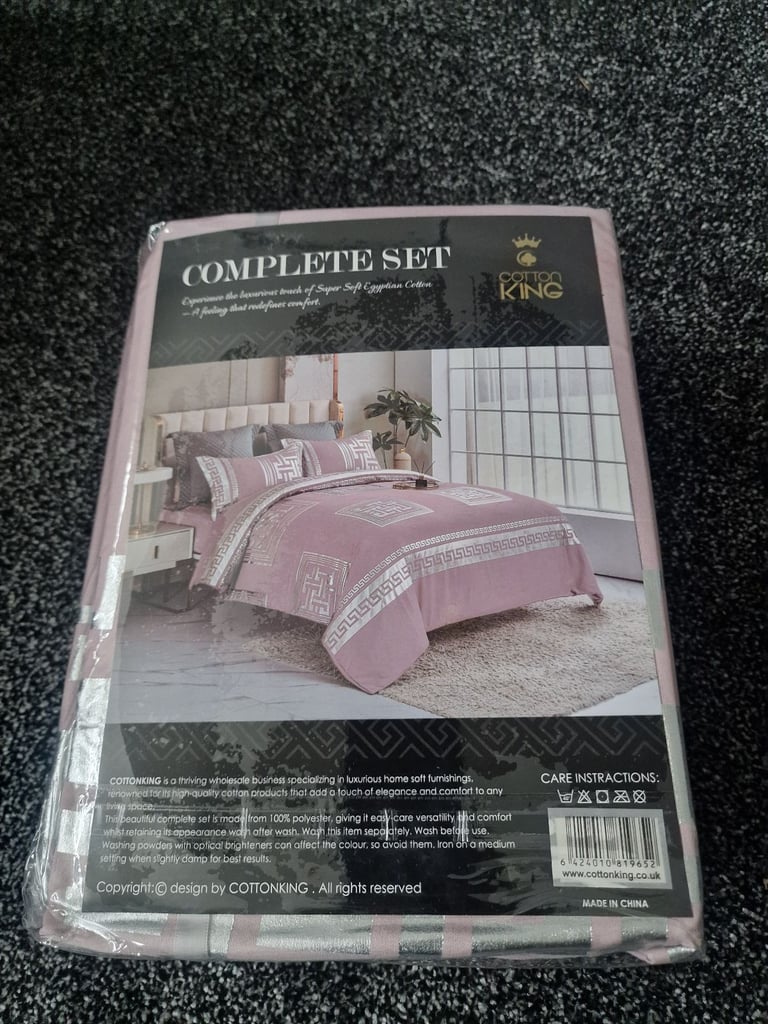 COMPLETE SET
Experience the luxurious touch of Super Soft Egyptian Cotton
– A feeling that redefines comfort.
COTTON
KING
COTTONKING is a thriving wholesale business specializing in luxurious home soft furnishings,
renowned for its high-quality cotton products that add a touch of elegance and comfort to any
living space.
This beautiful complete set is made from 100% polyester, giving it easy care versatility and comfort
whilst retaining its appearance wash after wash. Wash this item separately. Wash before use.
Washing powders with optical brighteners can affect the colour, so avoid them. Iron on a medium
setting when slightly damp for best results.
Copyright:© design by COTTONKING . All rights reserved
CARE INSTRACTIONS:
6 424010 819652
www.cottonking.co.uk
MADE IN CHINA